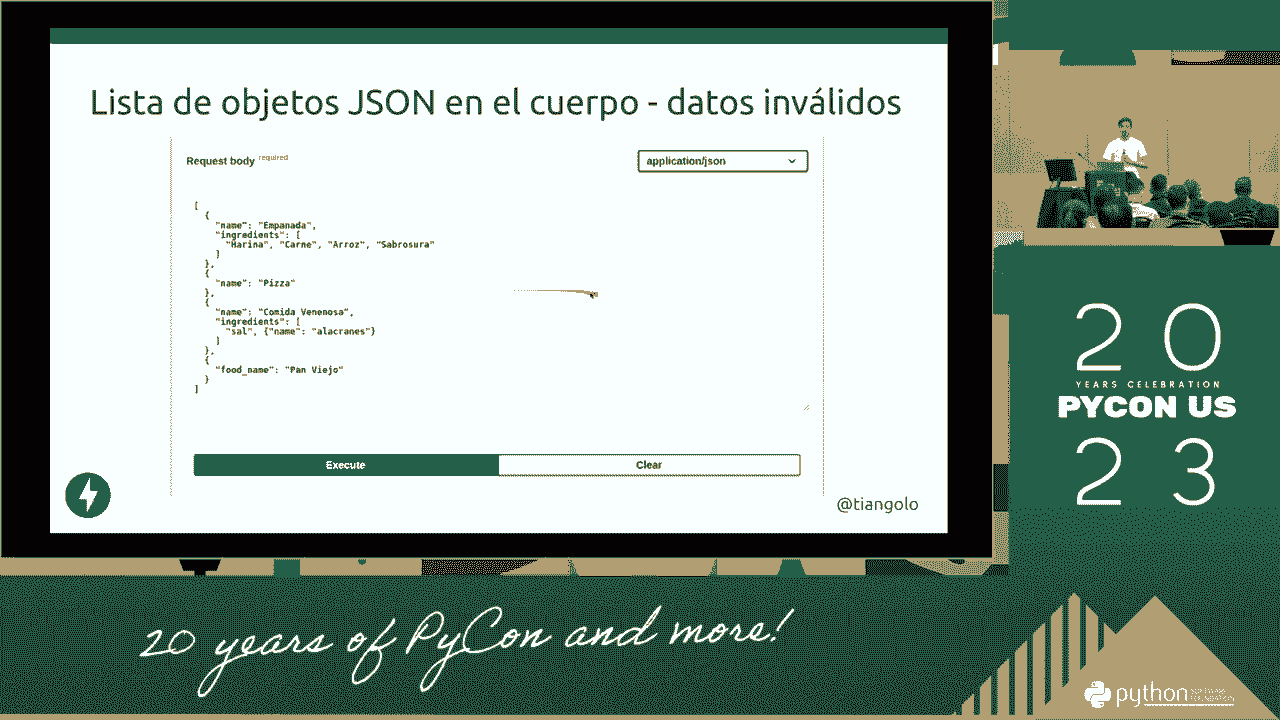 Lista de objetos JSON en el cuerpo - datos inválidos
Request body required
application/json
[
{
"name": "Empanada",
"ingredients": [
"Harina", "Carne", "Arroz", "Sabrosura"
]
},
{
"name": "Pizza"
},
{
"name": "Comida Venenosa",
"ingredients": [
"sal", {"name": "alacranes"}
]
},
{
"food_name": "Pan Viejo"
}
]
Execute
Clear
@tiangolo
20
YEARS CELEBRATION
PYCON US
23
20 years of PyCon and more!
python